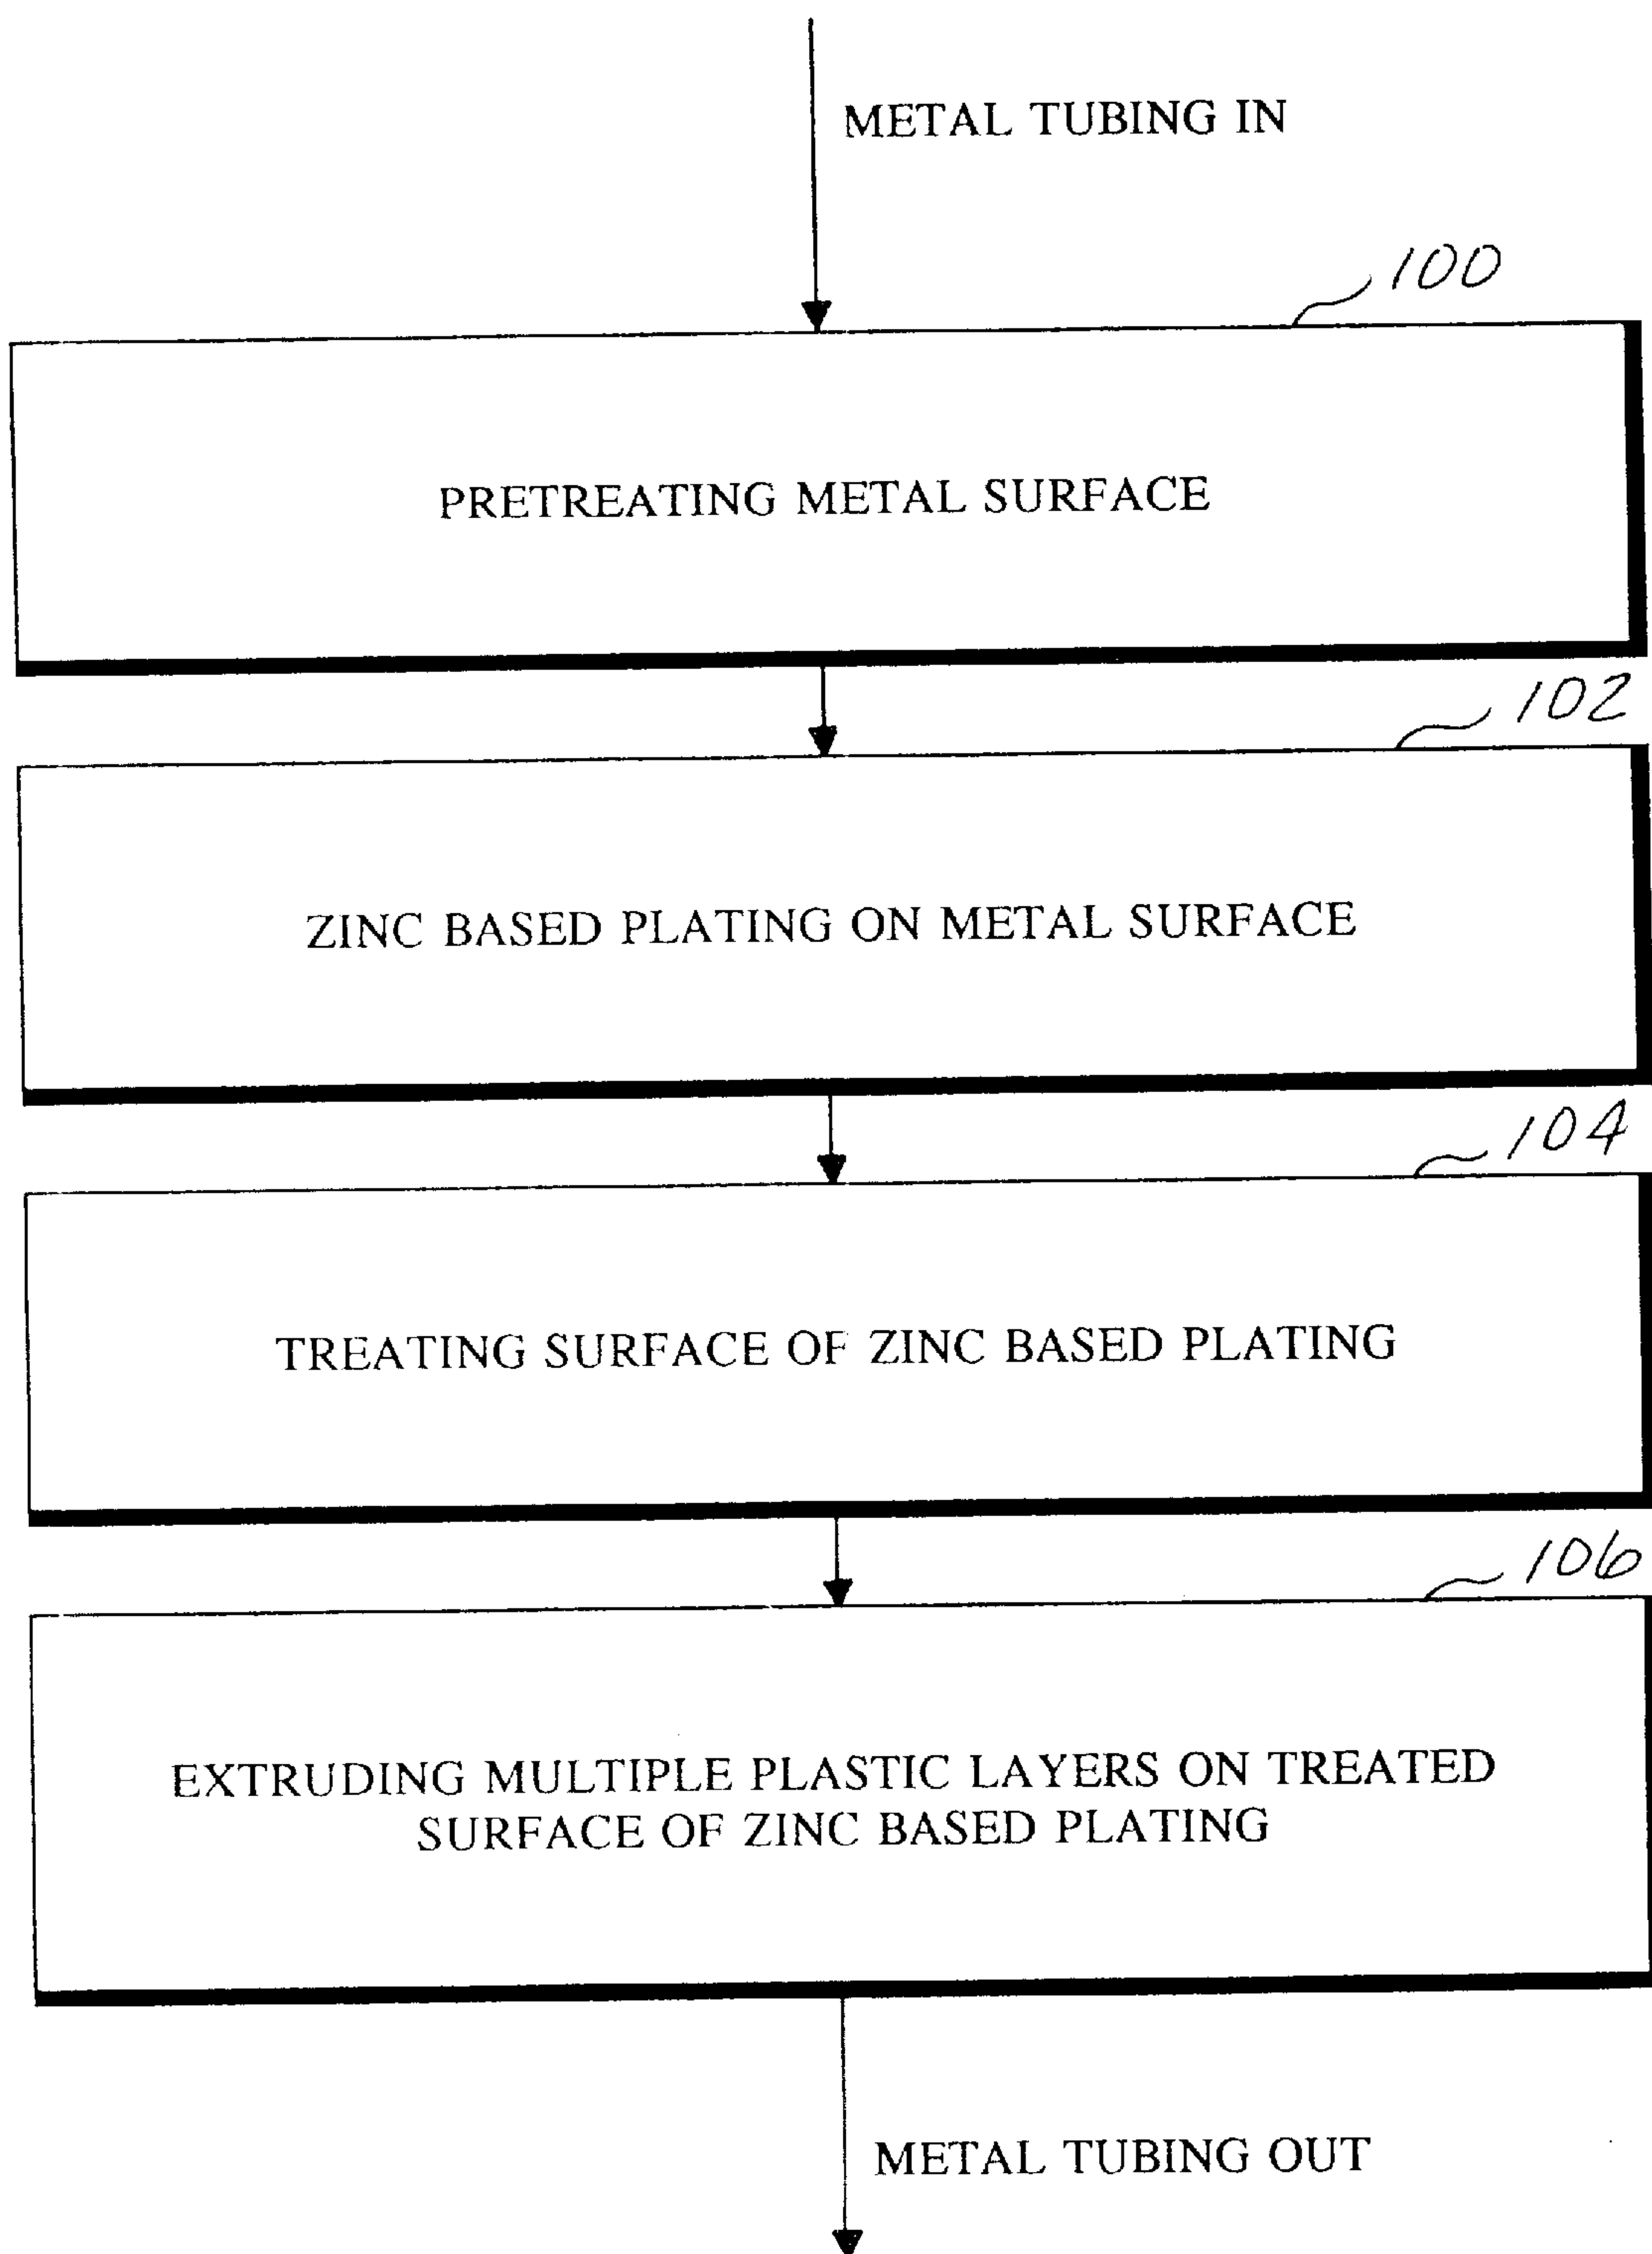 METAL TUBING IN
100
PRETREATING METAL SURFACE
102
ZINC BASED PLATING ON METAL SURFACE
104
TREATING SURFACE OF ZINC BASED PLATING
106
EXTRUDING MULTIPLE PLASTIC LAYERS ON TREATED
SURFACE OF ZINC BASED PLATING
METAL TUBING OUT